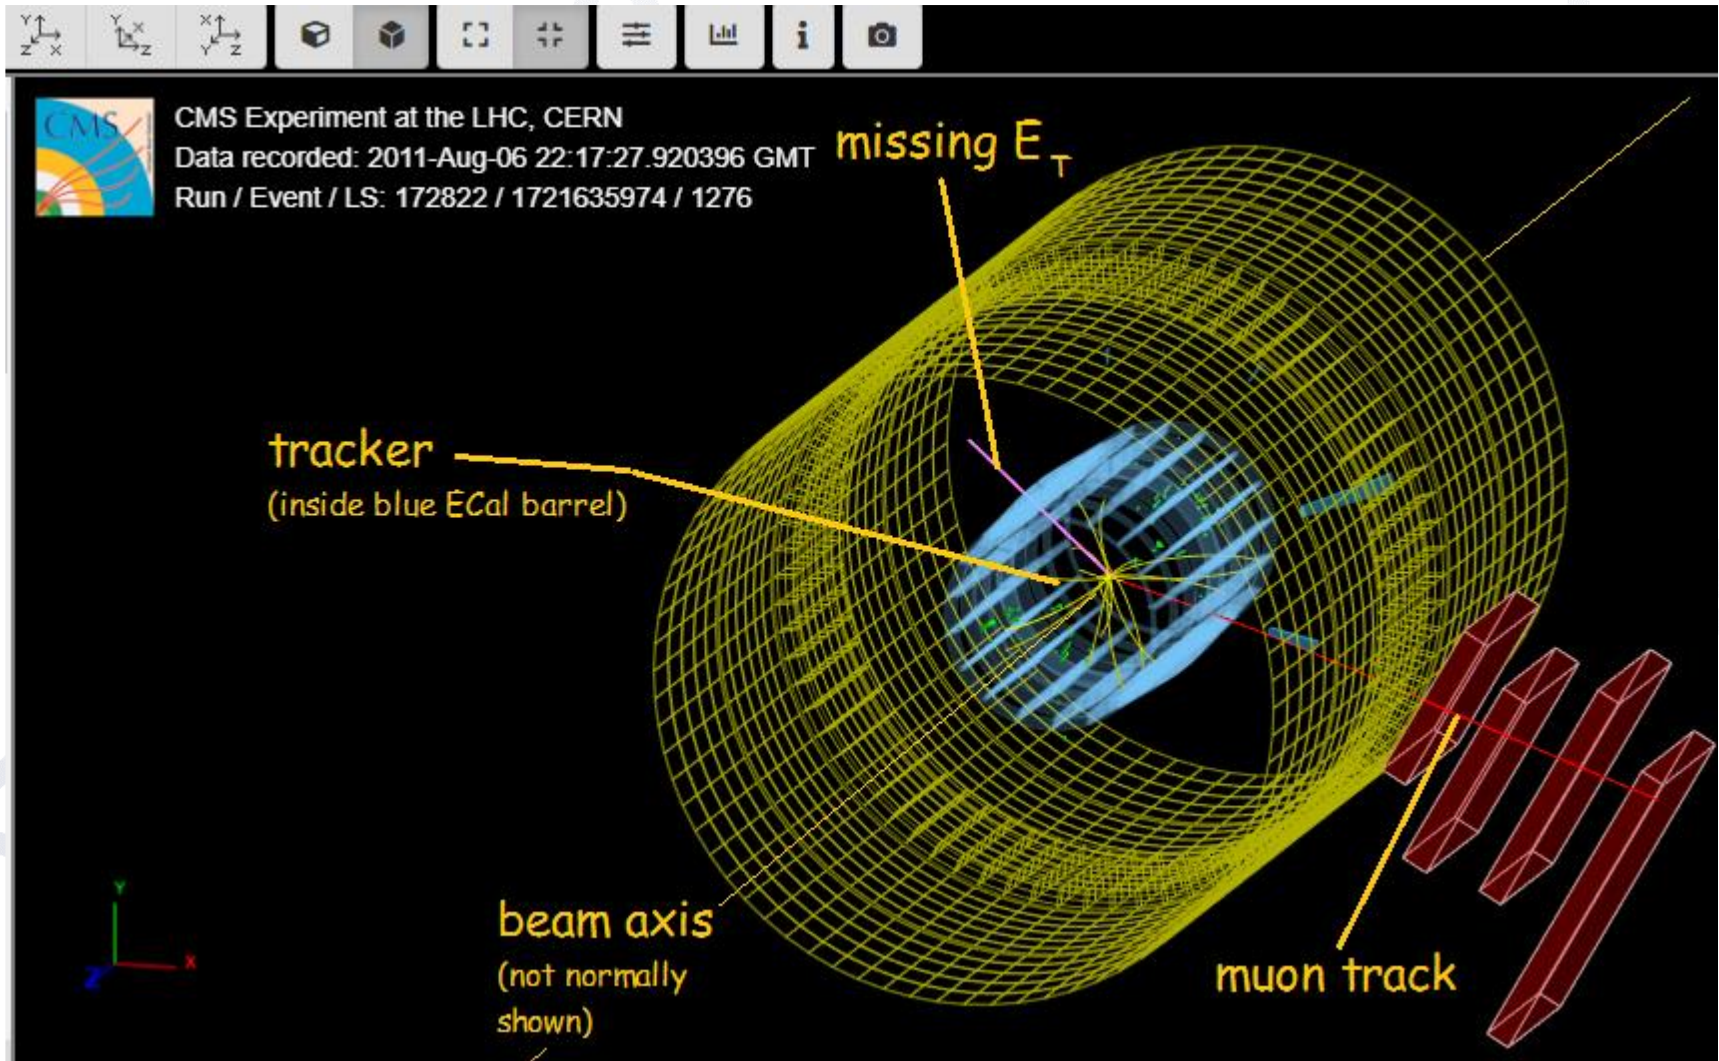 Y
Z X
Y X
Z
X
Y Z
CMS
CMS Experiment at the LHC, CERN
Data recorded: 2011-Aug-06 22:17:27.920396 GMT
Run / Event / LS: 172822 / 1721635974 / 1276
missing E T
tracker
(inside blue ECal barrel)
beam axis
(not normally
shown)
muon track
Y
X
Z